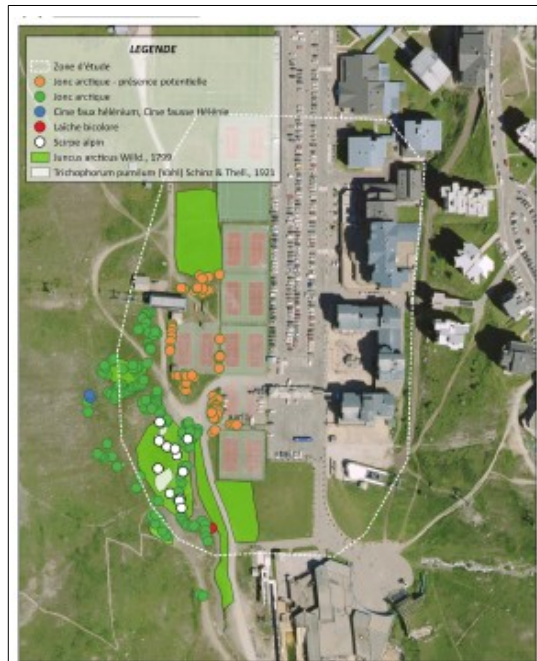 LEGENDE
Zone d'étude
Jonc arctique - présence potentielle
Jonc arctique
Cirse faux hélénium, Cirse fausse Hélénie
Laîche bicolore
Scirpe alpin
Juncus arcticus Willd., 1799
Trichophorum pumilum (Vahl) Schinz & Thell., 1921